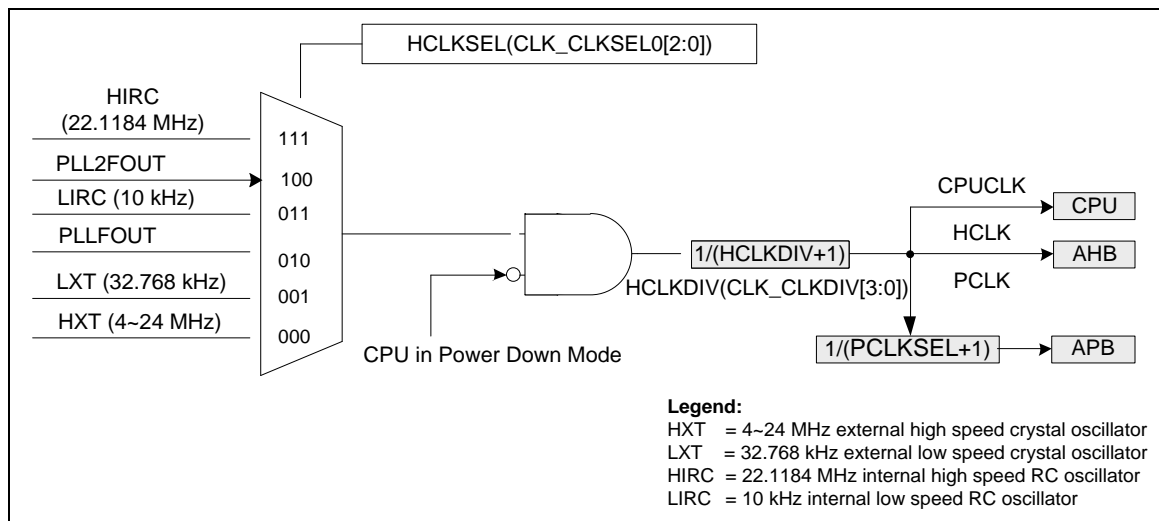 HCLKSEL(CLK_CLKSEL0[2:0])
HIRC
(22.1184 MHz)
111
PLL2FOUT
100
LIRC (10 kHz)
011
PLLFOUT
010
LXT (32.768 kHz)
001
HXT (4~24 MHz)
000
CPU in Power Down Mode
1/(HCLKDIV+1)
HCLKDIV(CLK_CLKDIV[3:0])
CPUCLK
CPU
HCLK
AHB
PCLK
1/(PCLKSEL+1)
APB
Legend:
HXT = 4~24 MHz external high speed crystal oscillator
LXT = 32.768 kHz external low speed crystal oscillator
HIRC = 22.1184 MHz internal high speed RC oscillator
LIRC = 10 kHz internal low speed RC oscillator